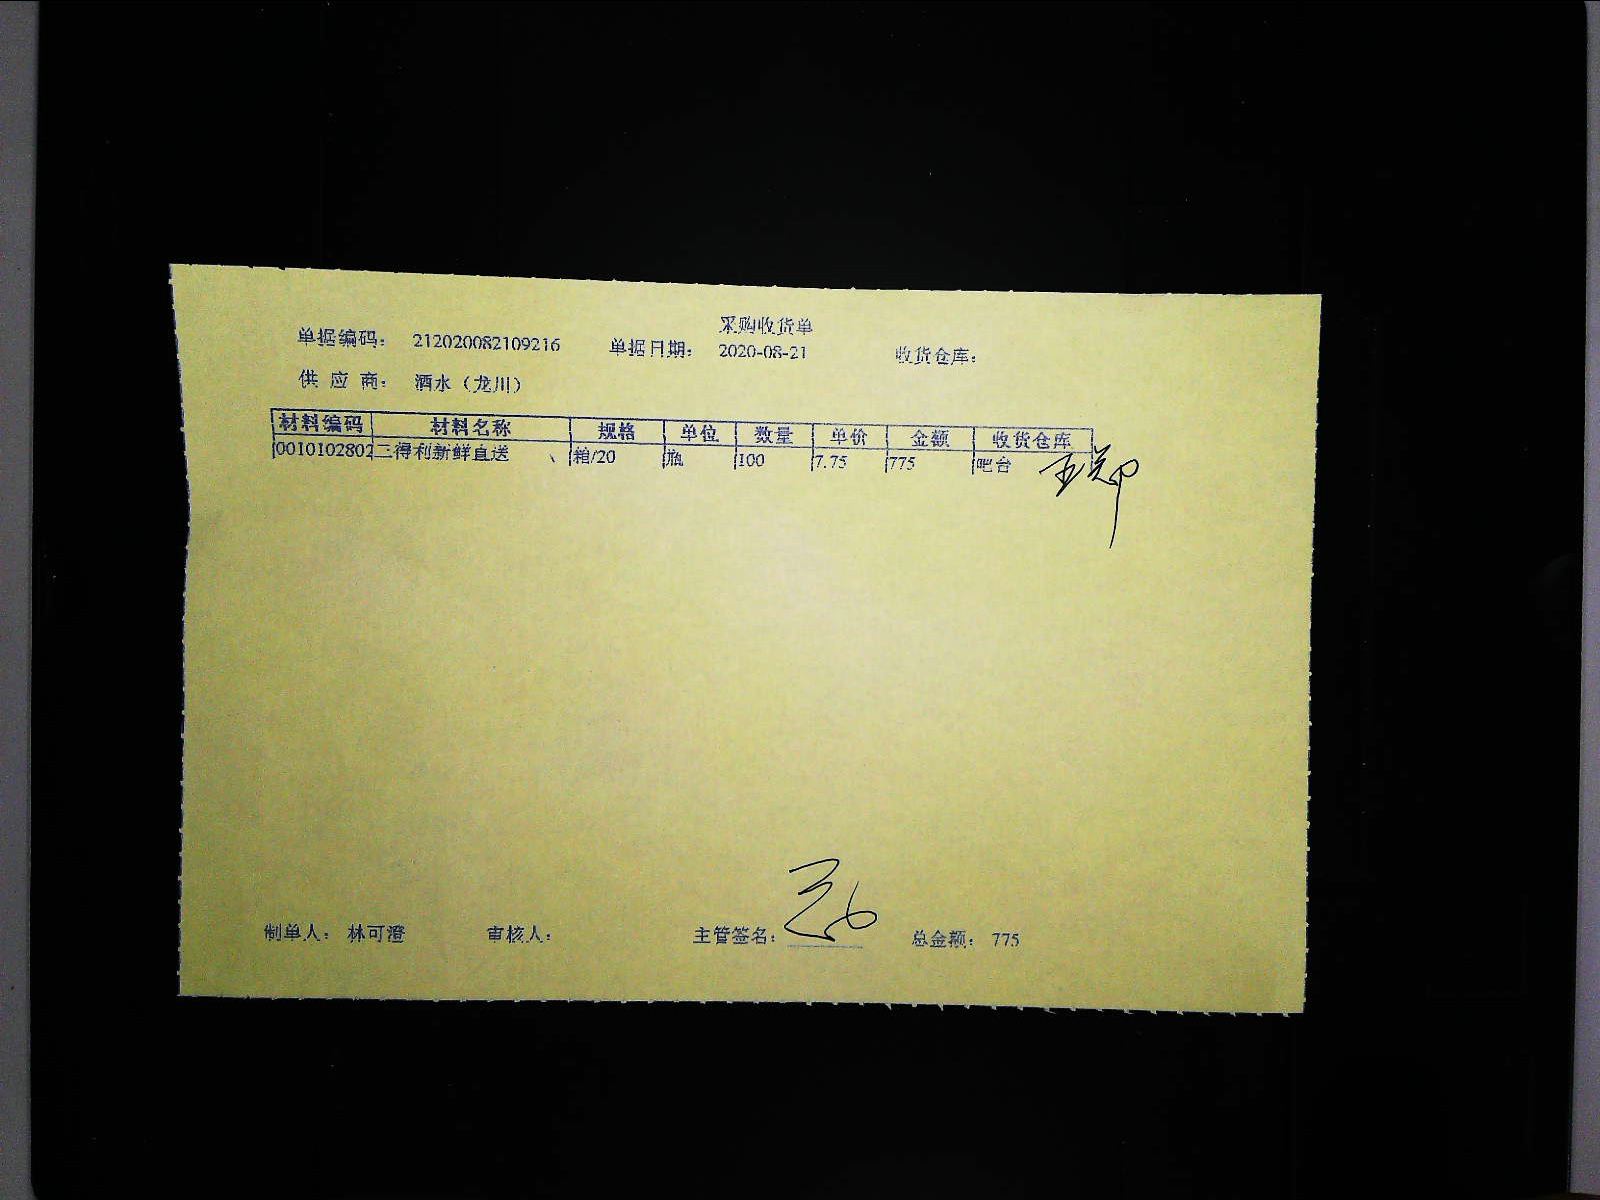 采购收货单
单据编码： 212020082109216 单据日期： 2020-08-21 收货仓库：
供 应 商： 酒水（龙川）
材料编码 材料名称 规格 单位 数量 单价 金额 收货仓库
0010102802 三得利新鲜直送 、 箱/20 瓶 100 7.75 775 吧台
制单人： 林可澄 审核人： 主管签名： 总金额： 775